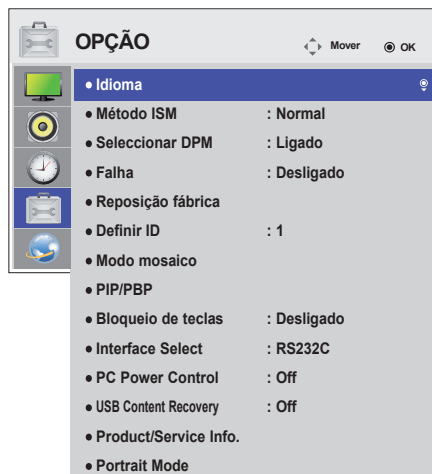 OPÇÃO Mover OK
• Idioma
• Método ISM : Normal
• Seleccionar DPM : Ligado
• Falha : Desligado
• Reposição fábrica
• Definir ID : 1
• Modo mosaico
• PIP/PBP
• Bloqueio de teclas : Desligado
• Interface Select : RS232C
• PC Power Control : Off
• USB Content Recovery : Off
• Product/Service Info.
• Portrait Mode